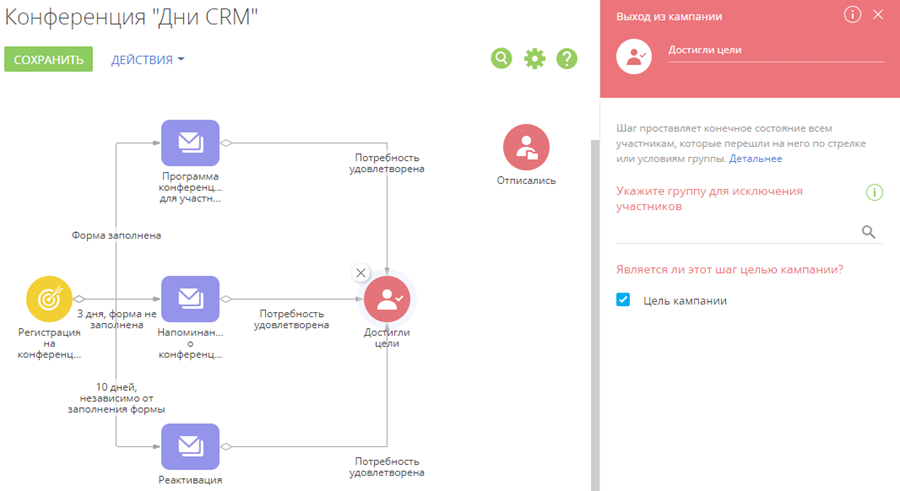 Конференция "Дни CRM"
СОХРАНИТЬ
ДЕЙСТВИЯ
Программа
конференц...
для участн...
Потребность
удовлетворена
Отписались
Форма заполнена
Регистрация
на
конференц...
3 дня, форма не
заполнена
Напоминан...
о
конференц...
Потребность
удовлетворена
Достигли
цели
10 дней,
независимо от
заполнения формы
Реактивация
Потребность
удовлетворена
Выход из кампании
Достигли цели
Шаг проставляет конечное состояние всем
участникам, которые перешли на него по стрелке
или условиям группы. Детальнее
Укажите группу для исключения
участников
Является ли этот шаг целью кампании?
Цель кампании